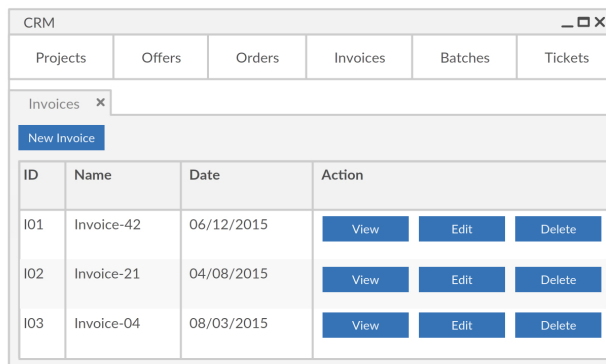 CRM
Projects Offers Orders Invoices Batches Tickets
Invoices
New Invoice
ID Name Date Action
I01 Invoice-42 06/12/2015 View Edit Delete
I02 Invoice-21 04/08/2015 View Edit Delete
I03 Invoice-04 08/03/2015 View Edit Delete